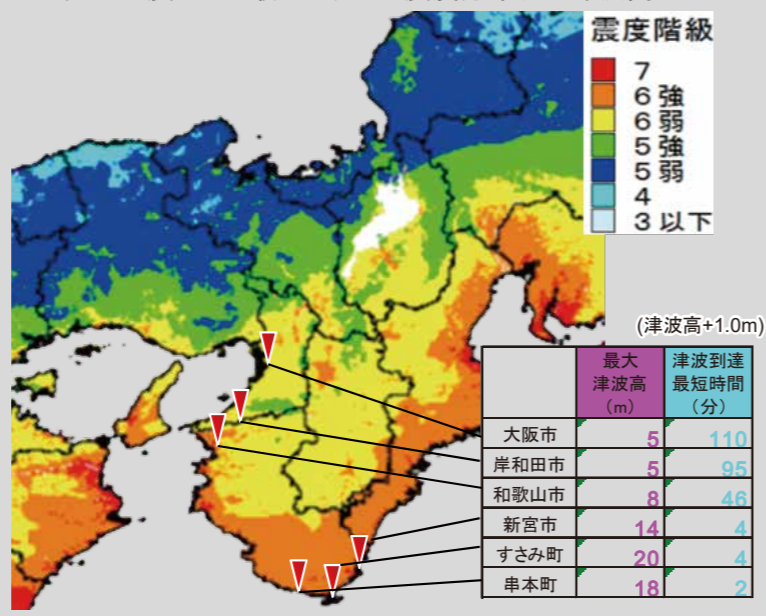 震度階級
7
6強
6弱
5強
5弱
4
3以下
(津波高+1.0m)
最大津波高(m) 津波到達最短時間(分)
大阪市 5 110
岸和田市 5 95
和歌山市 8 46
新宮市 14 4
すさみ町 20 4
串本町 18 2